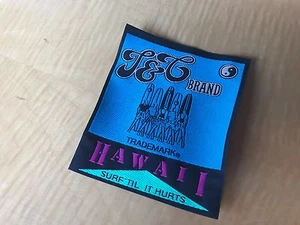 T&C
BRAND
TRADEMARK®
HAWAII
SURF 'TIL IT HURTS